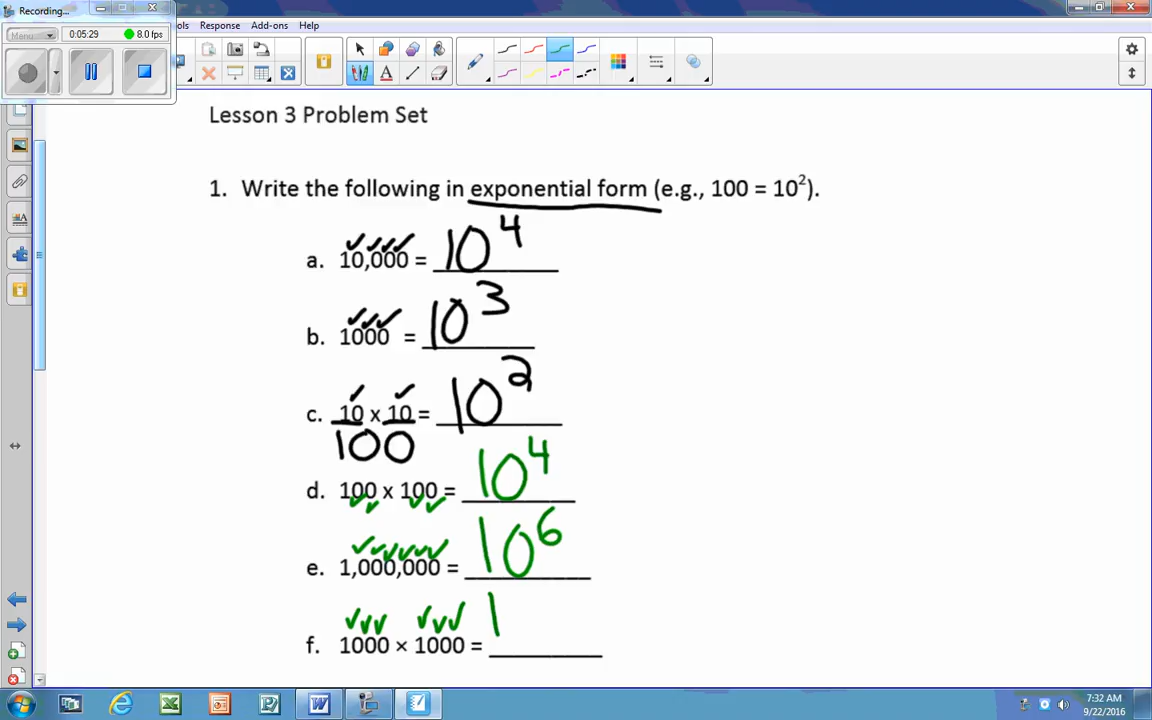 Recording...
Menu 0:05:29 8.0 fps
Response Add-ons Help
Lesson 3 Problem Set
1. Write the following in exponential form (e.g., 100 = 10²).
a. 10,000 = 10⁴
b. 1000 = 10³
c. 10 x 10 = 10²
100
d. 100 x 100 = 10⁴
e. 1,000,000 = 10⁶
f. 1000 × 1000 = 1
7:32 AM
9/22/2016